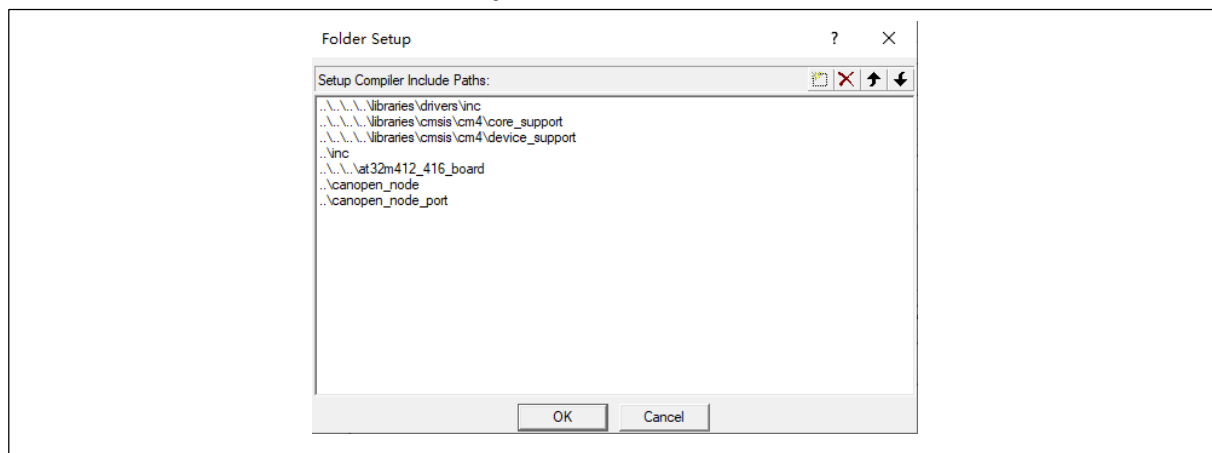 Folder Setup ? ×
Setup Compiler Include Paths:
..\..\..\..\libraries\drivers\inc
..\..\..\..\libraries\cmsis\cm4\core_support
..\..\..\..\libraries\cmsis\cm4\device_support
..\inc
..\..\..\at32m412_416_board
..\canopen_node
..\canopen_node_port
OK Cancel